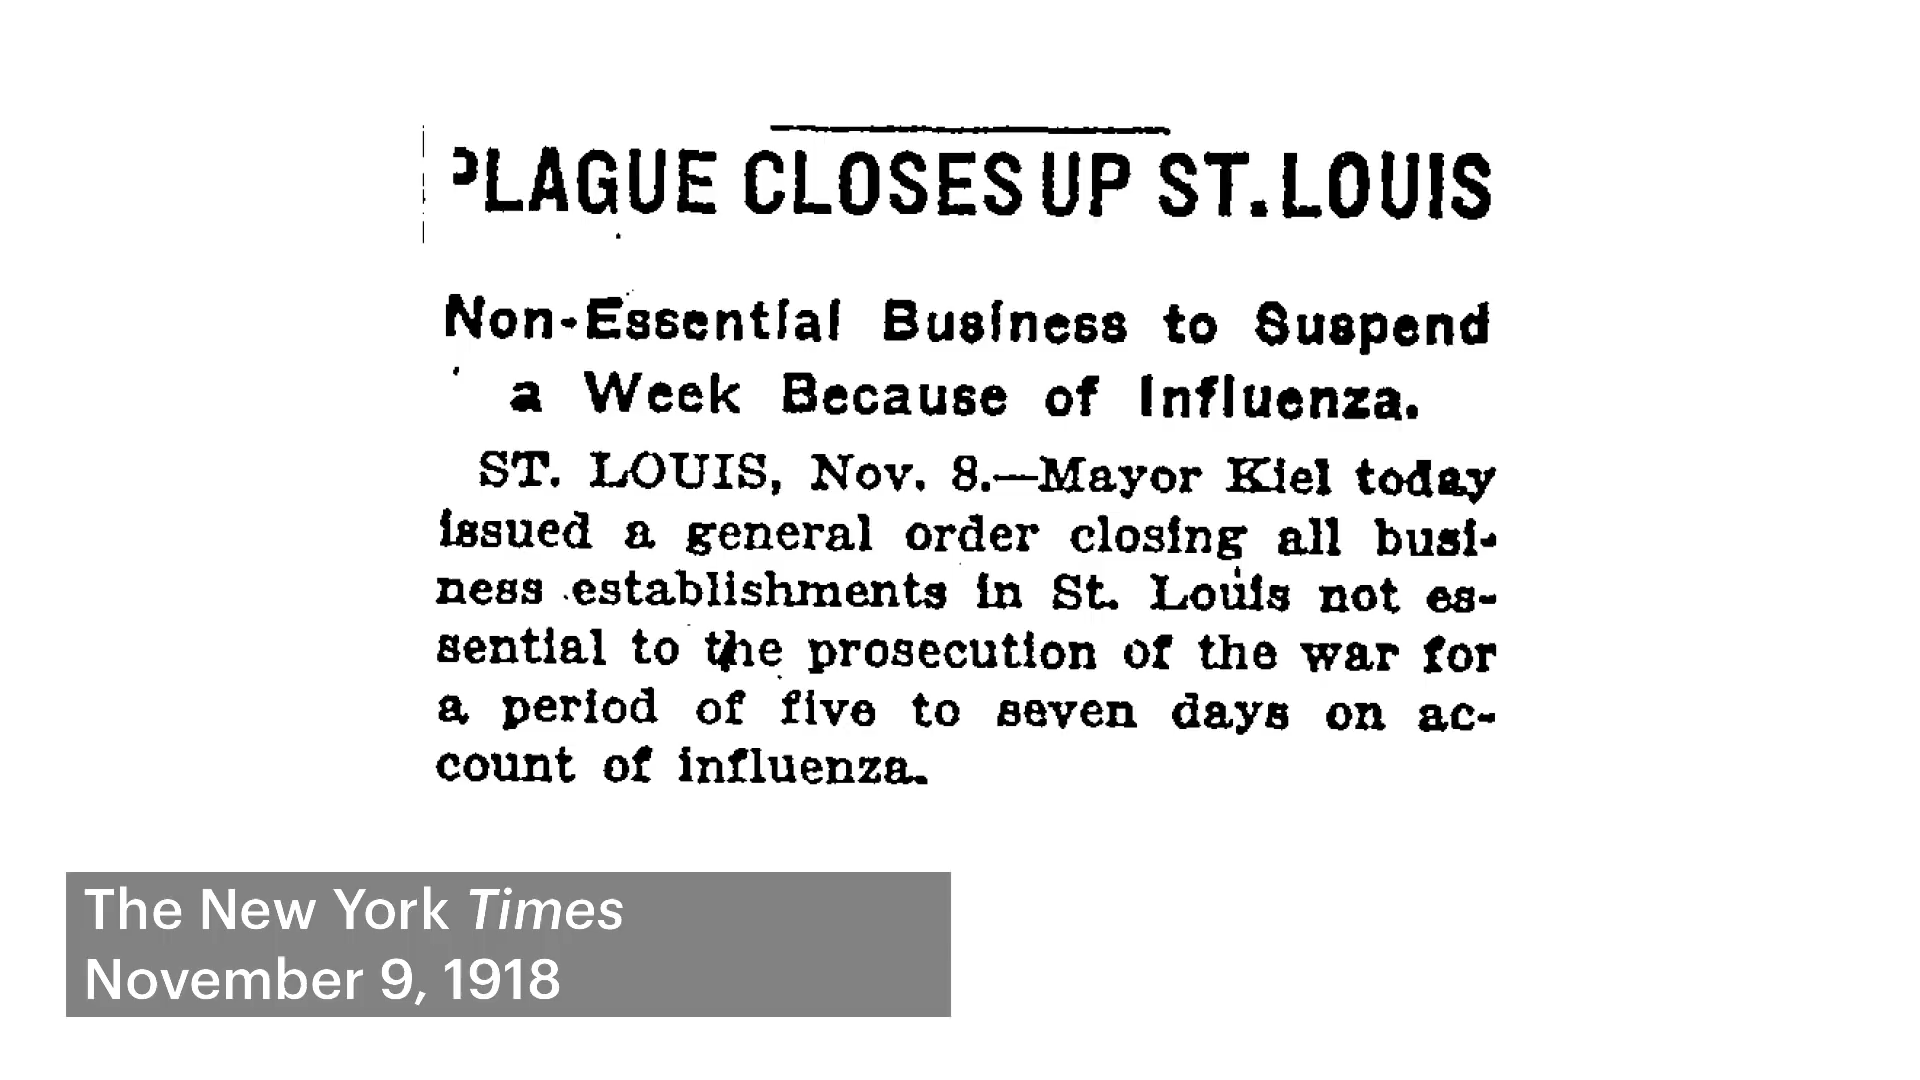 PLAGUE CLOSES UP ST. LOUIS
Non-Essential Business to Suspend
a Week Because of Influenza.
ST. LOUIS, Nov. 8.—Mayor Kiel today
issued a general order closing all busi-
ness establishments in St. Louis not es-
sential to the prosecution of the war for
a period of five to seven days on ac-
count of influenza.
The New York Times
November 9, 1918